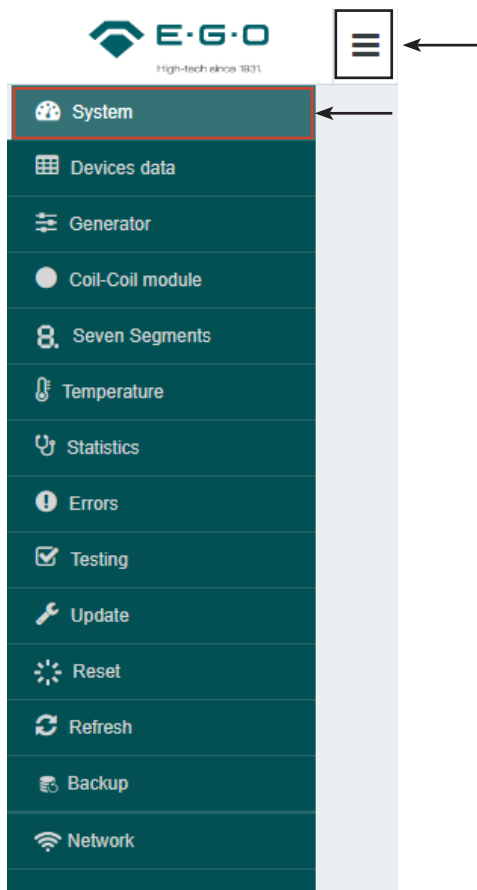 E·G·O
High-tech since 1931.
System
Devices data
Generator
Coil-Coil module
8. Seven Segments
Temperature
Statistics
Errors
Testing
Update
Reset
Refresh
Backup
Network